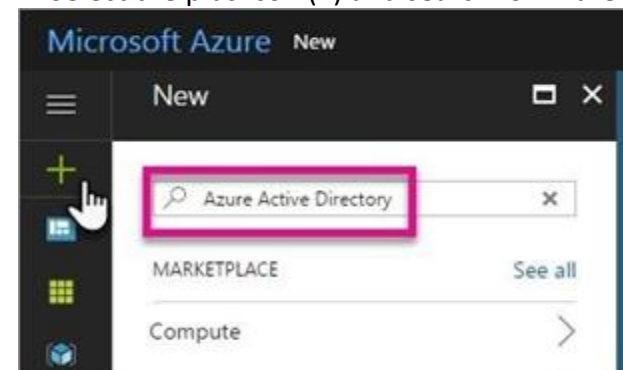 Microsoft Azure New
New
Azure Active Directory
MARKETPLACE See all
Compute